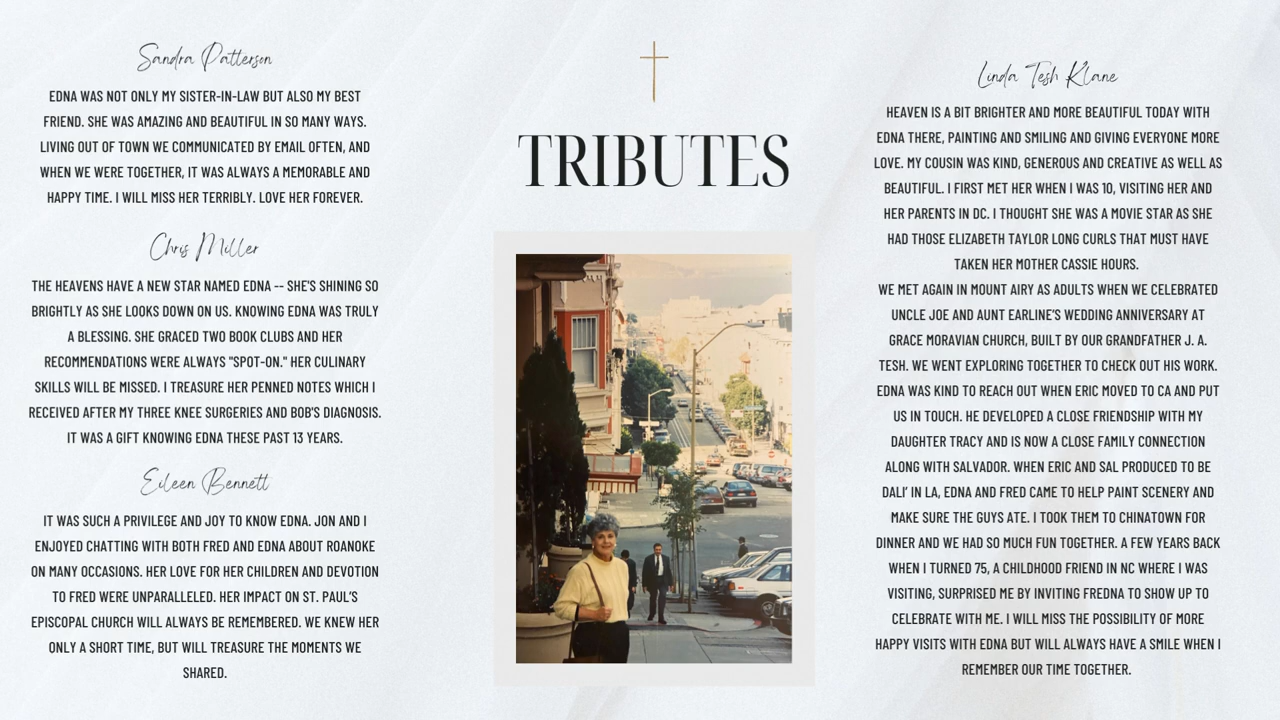 Sandra Patterson
EDNA WAS NOT ONLY MY SISTER-IN-LAW BUT ALSO MY BEST
FRIEND. SHE WAS AMAZING AND BEAUTIFUL IN SO MANY WAYS.
LIVING OUT OF TOWN WE COMMUNICATED BY EMAIL OFTEN, AND
WHEN WE WERE TOGETHER, IT WAS ALWAYS A MEMORABLE AND
HAPPY TIME. I WILL MISS HER TERRIBLY. LOVE HER FOREVER.
Chris Miller
THE HEAVENS HAVE A NEW STAR NAMED EDNA -- SHE'S SHINING SO
BRIGHTLY AS SHE LOOKS DOWN ON US. KNOWING EDNA WAS TRULY
A BLESSING. SHE GRACED TWO BOOK CLUBS AND HER
RECOMMENDATIONS WERE ALWAYS "SPOT-ON." HER CULINARY
SKILLS WILL BE MISSED. I TREASURE HER PENNED NOTES WHICH I
RECEIVED AFTER MY THREE KNEE SURGERIES AND BOB'S DIAGNOSIS.
IT WAS A GIFT KNOWING EDNA THESE PAST 13 YEARS.
Eileen Bennett
IT WAS SUCH A PRIVILEGE AND JOY TO KNOW EDNA. JON AND I
ENJOYED CHATTING WITH BOTH FRED AND EDNA ABOUT ROANOKE
ON MANY OCCASIONS. HER LOVE FOR HER CHILDREN AND DEVOTION
TO FRED WERE UNPARALLELED. HER IMPACT ON ST. PAUL'S
EPISCOPAL CHURCH WILL ALWAYS BE REMEMBERED. WE KNEW HER
ONLY A SHORT TIME, BUT WILL TREASURE THE MOMENTS WE
SHARED.
TRIBUTES
Linda Tesh Klane
HEAVEN IS A BIT BRIGHTER AND MORE BEAUTIFUL TODAY WITH
EDNA THERE, PAINTING AND SMILING AND GIVING EVERYONE MORE
LOVE. MY COUSIN WAS KIND, GENEROUS AND CREATIVE AS WELL AS
BEAUTIFUL. I FIRST MET HER WHEN I WAS 10, VISITING HER AND
HER PARENTS IN DC. I THOUGHT SHE WAS A MOVIE STAR AS SHE
HAD THOSE ELIZABETH TAYLOR LONG CURLS THAT MUST HAVE
TAKEN HER MOTHER CASSIE HOURS.
WE MET AGAIN IN MOUNT AIRY AS ADULTS WHEN WE CELEBRATED
UNCLE JOE AND AUNT EARLINE'S WEDDING ANNIVERSARY AT
GRACE MORAVIAN CHURCH, BUILT BY OUR GRANDFATHER J. A.
TESH. WE WENT EXPLORING TOGETHER TO CHECK OUT HIS WORK.
EDNA WAS KIND TO REACH OUT WHEN ERIC MOVED TO CA AND PUT
US IN TOUCH. HE DEVELOPED A CLOSE FRIENDSHIP WITH MY
DAUGHTER TRACY AND IS NOW A CLOSE FAMILY CONNECTION
ALONG WITH SALVADOR. WHEN ERIC AND SAL PRODUCED TO BE
DALI' IN LA, EDNA AND FRED CAME TO HELP PAINT SCENERY AND
MAKE SURE THE GUYS ATE. I TOOK THEM TO CHINATOWN FOR
DINNER AND WE HAD SO MUCH FUN TOGETHER. A FEW YEARS BACK
WHEN I TURNED 75, A CHILDHOOD FRIEND IN NC WHERE I WAS
VISITING, SURPRISED ME BY INVITING FREDNA TO SHOW UP TO
CELEBRATE WITH ME. I WILL MISS THE POSSIBILITY OF MORE
HAPPY VISITS WITH EDNA BUT WILL ALWAYS HAVE A SMILE WHEN I
REMEMBER OUR TIME TOGETHER.